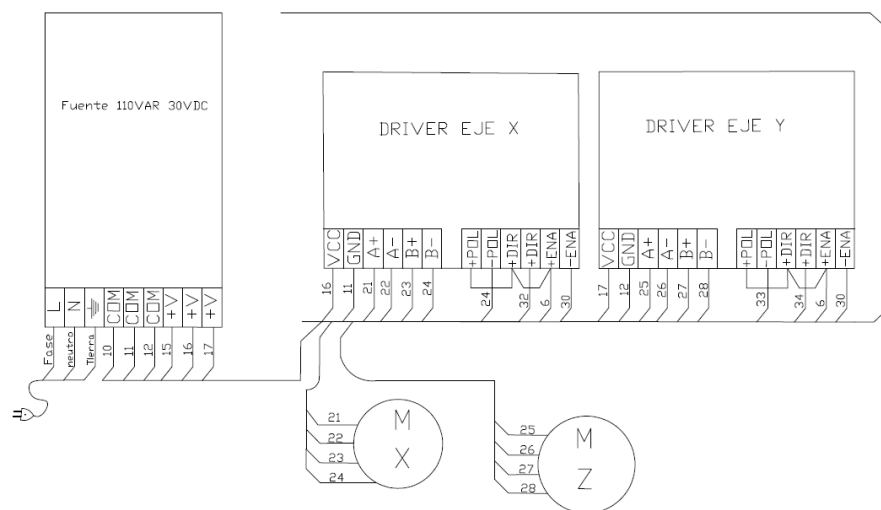 Fuente 110VAR 30VDC
DRIVER EJE X
DRIVER EJE Y
VCC GND A+ A- B+ B- +POL -POL +DIR +DIR +ENA -ENA
VCC GND A+ A- B+ B- +POL -POL +DIR +DIR +ENA -ENA
16 11 21 22 23 24 24 32 6 30
17 12 25 26 27 28 33 34 6 30
L N COM COM COM +V +V +V
Fase neutro Tierra 10 11 12 15 16 17
21
22
23
24
M
X
25
26
27
28
M
Z